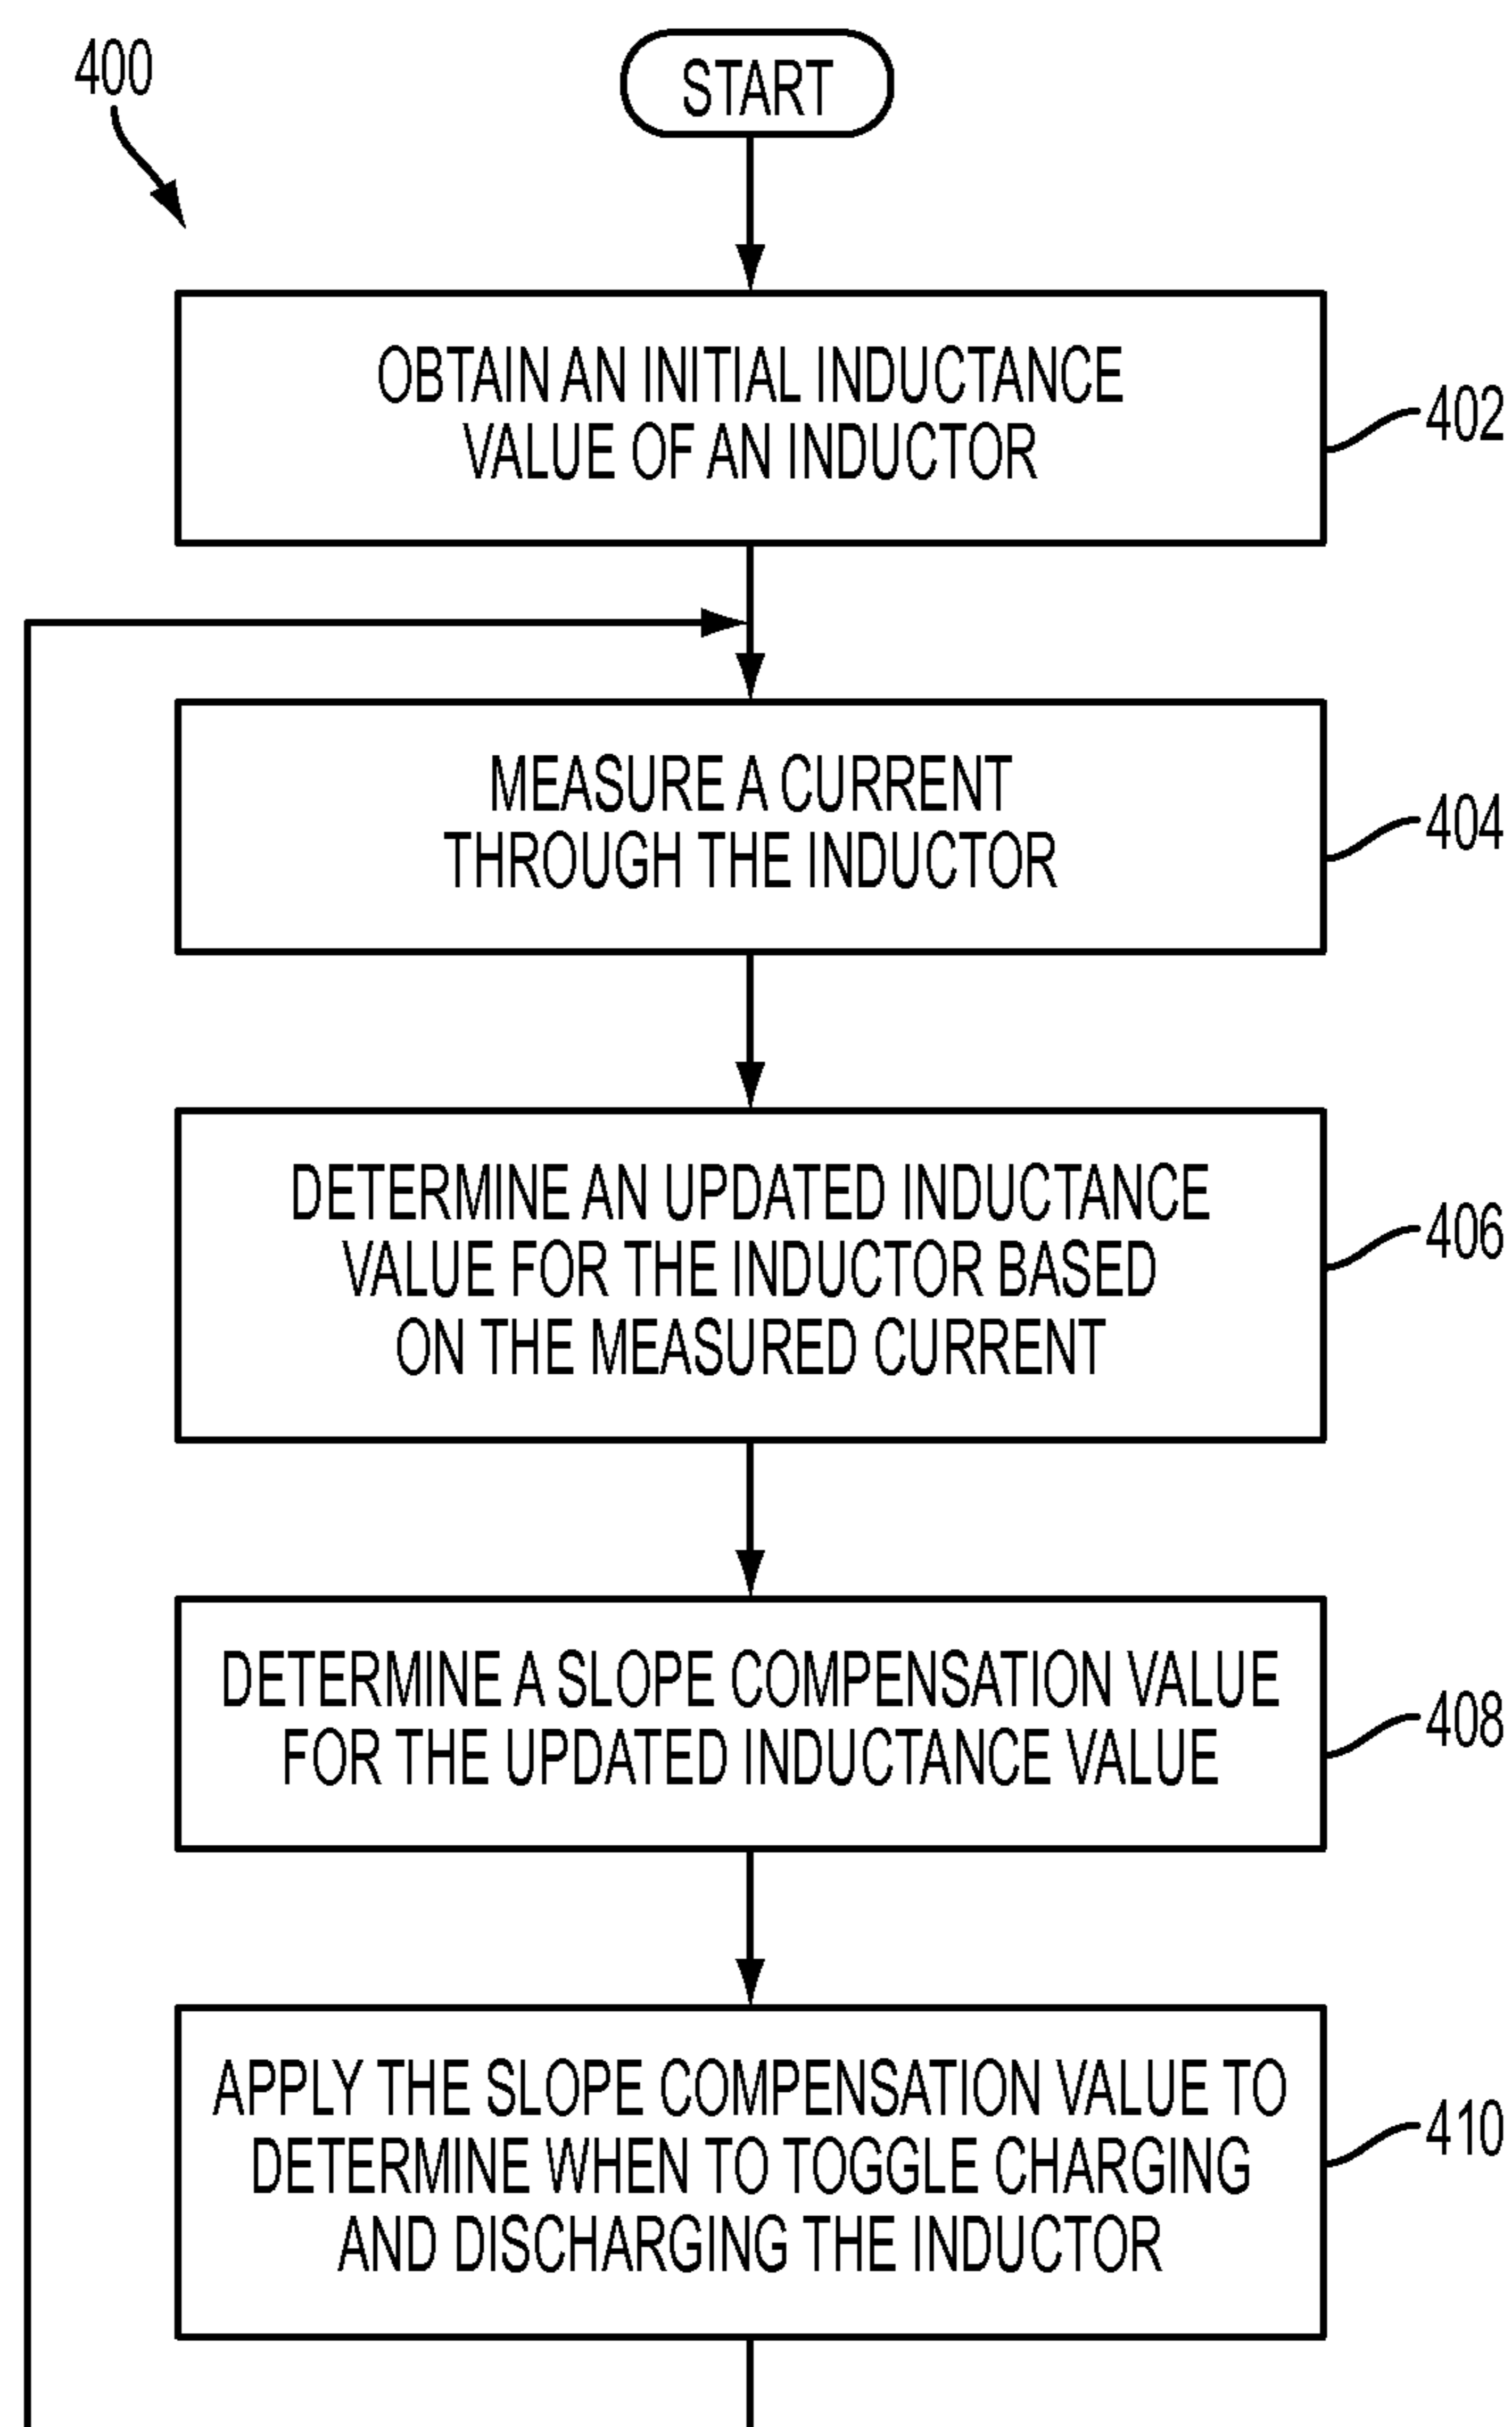 400
START
OBTAIN AN INITIAL INDUCTANCE
VALUE OF AN INDUCTOR
402
MEASURE A CURRENT
THROUGH THE INDUCTOR
404
DETERMINE AN UPDATED INDUCTANCE
VALUE FOR THE INDUCTOR BASED
ON THE MEASURED CURRENT
406
DETERMINE A SLOPE COMPENSATION VALUE
FOR THE UPDATED INDUCTANCE VALUE
408
APPLY THE SLOPE COMPENSATION VALUE TO
DETERMINE WHEN TO TOGGLE CHARGING
AND DISCHARGING THE INDUCTOR
410